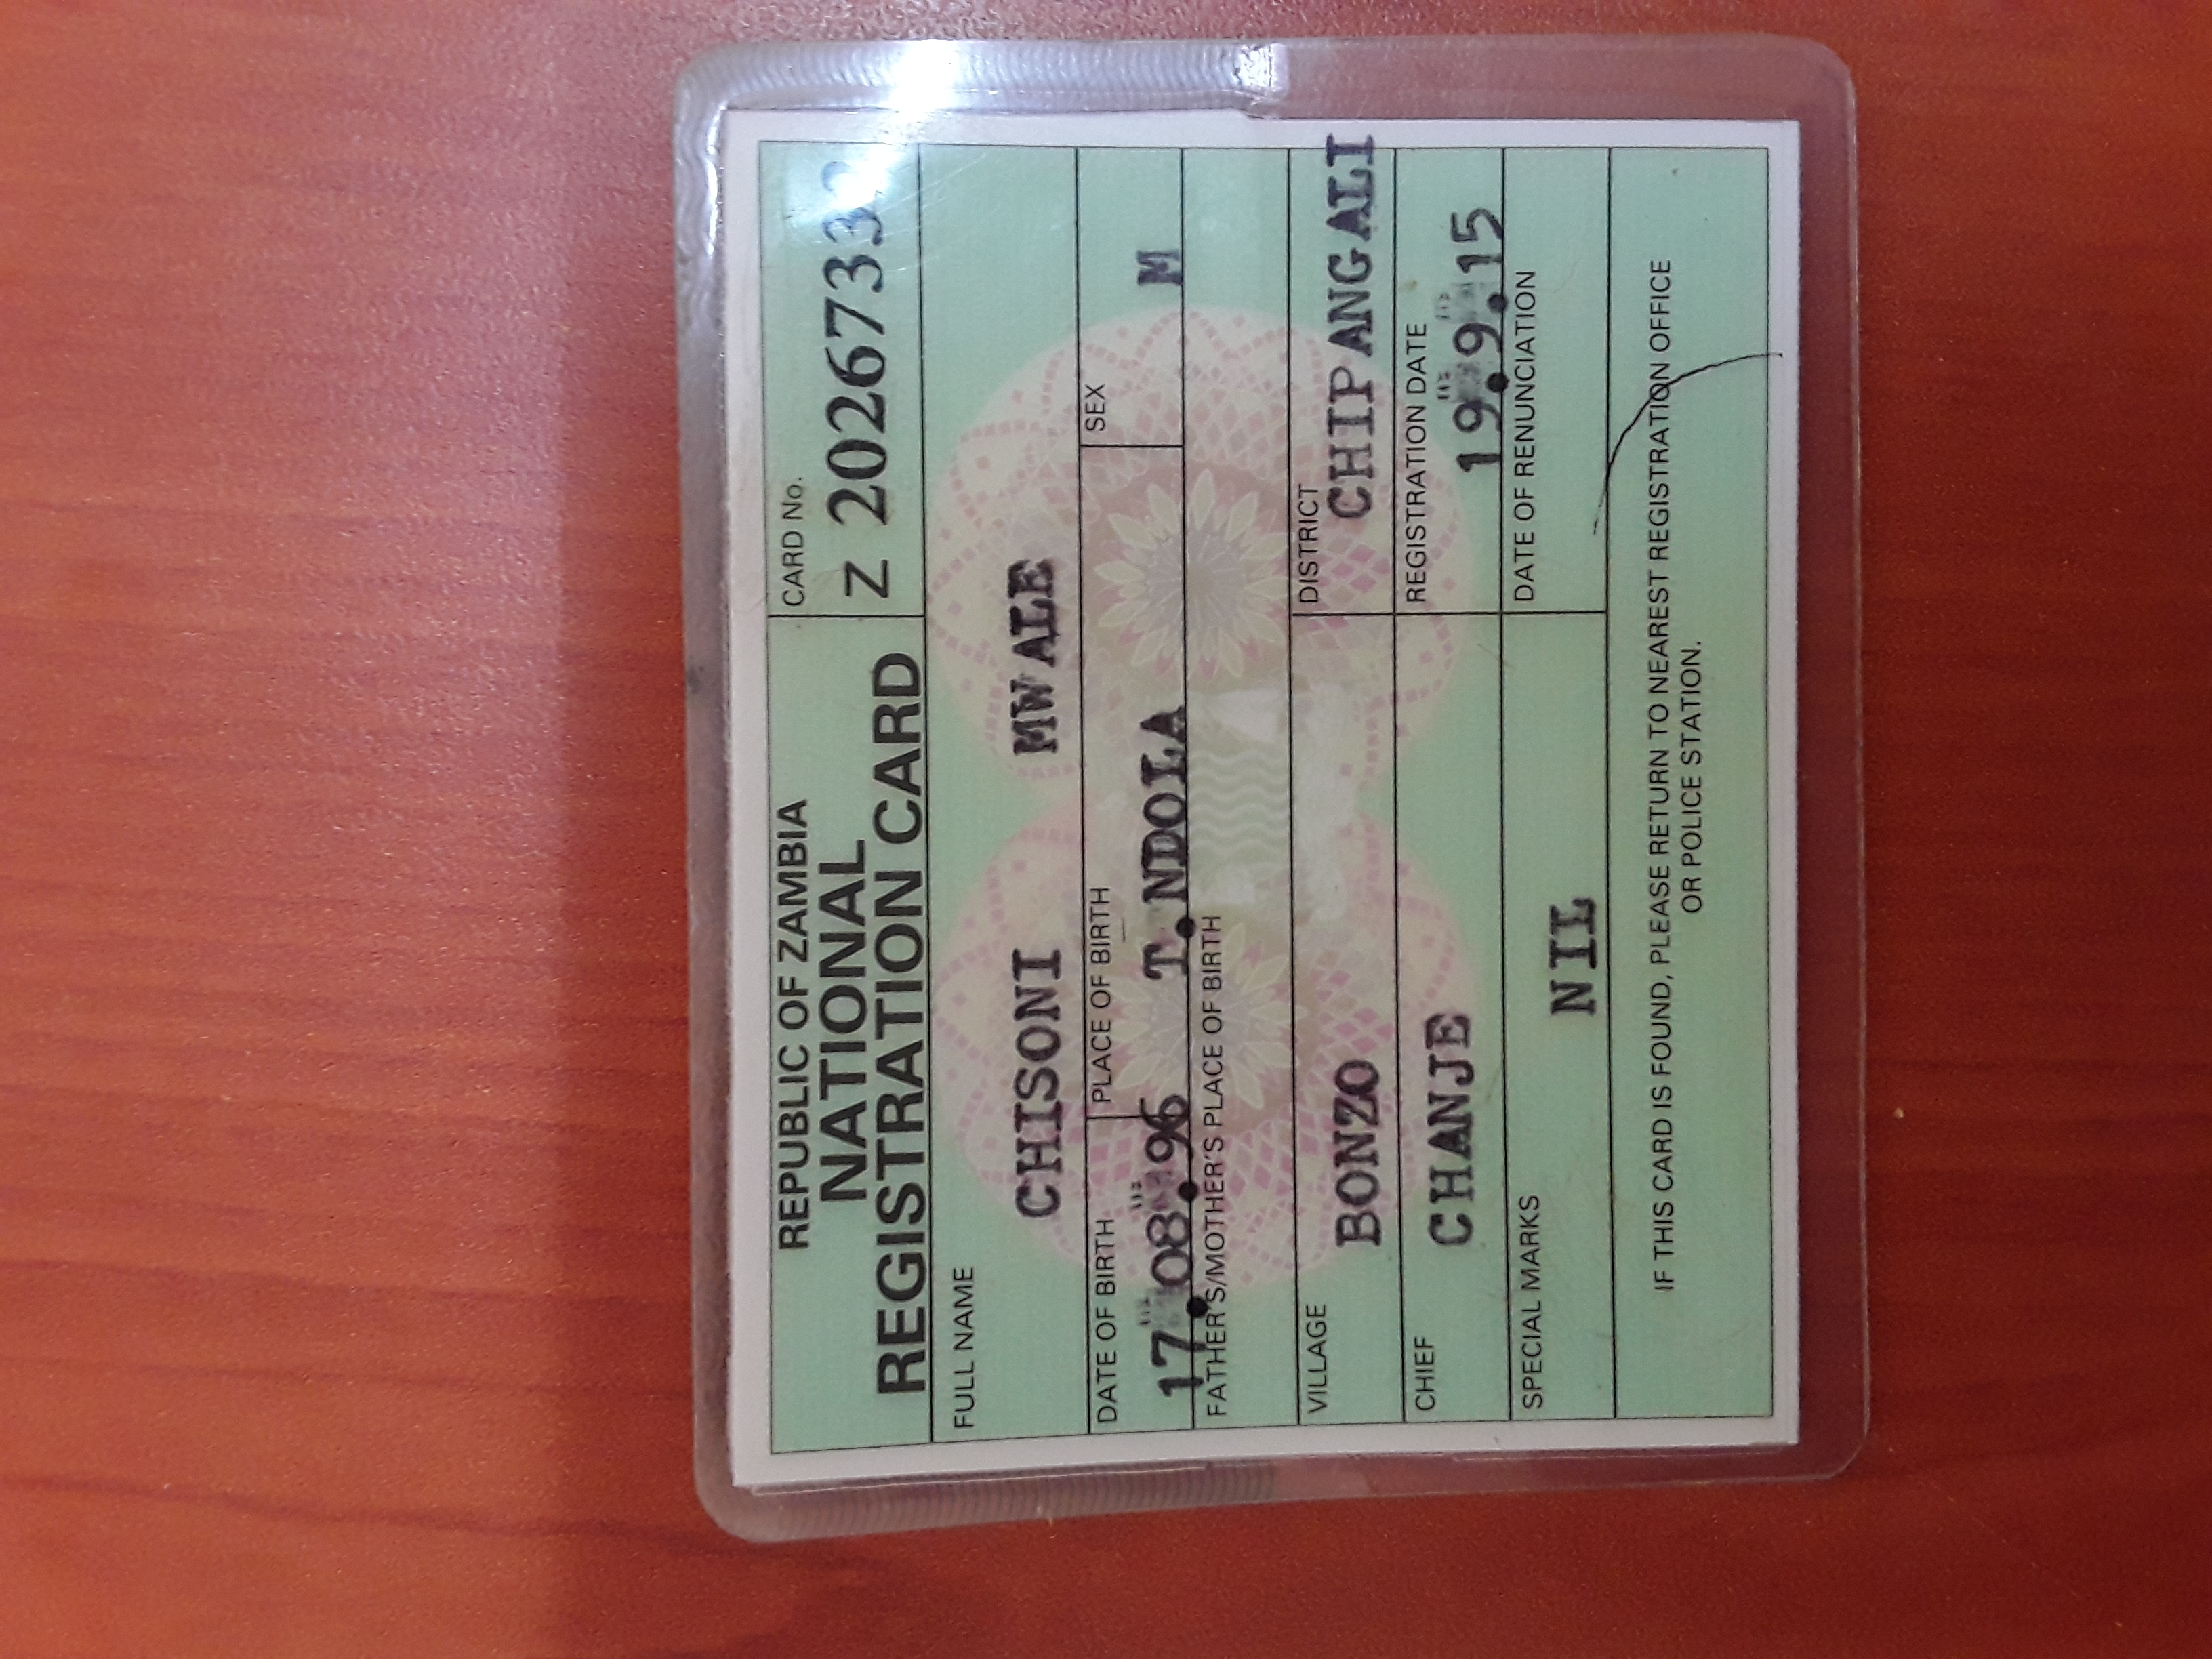 REPUBLIC OF ZAMBIA
NATIONAL
REGISTRATION CARD
CARD No.
Z
FULL NAME
CHISONI MWALE
DATE OF BIRTH PLACE OF BIRTH SEX
17.08.96 T.NDOLA M
FATHER'S/MOTHER'S PLACE OF BIRTH
VILLAGE DISTRICT
BONZO CHIPANGALI
CHIEF REGISTRATION DATE
CHANJE 19.9.15
SPECIAL MARKS DATE OF RENUNCIATION
NIL
IF THIS CARD IS FOUND, PLEASE RETURN TO NEAREST REGISTRATION OFFICE
OR POLICE STATION.